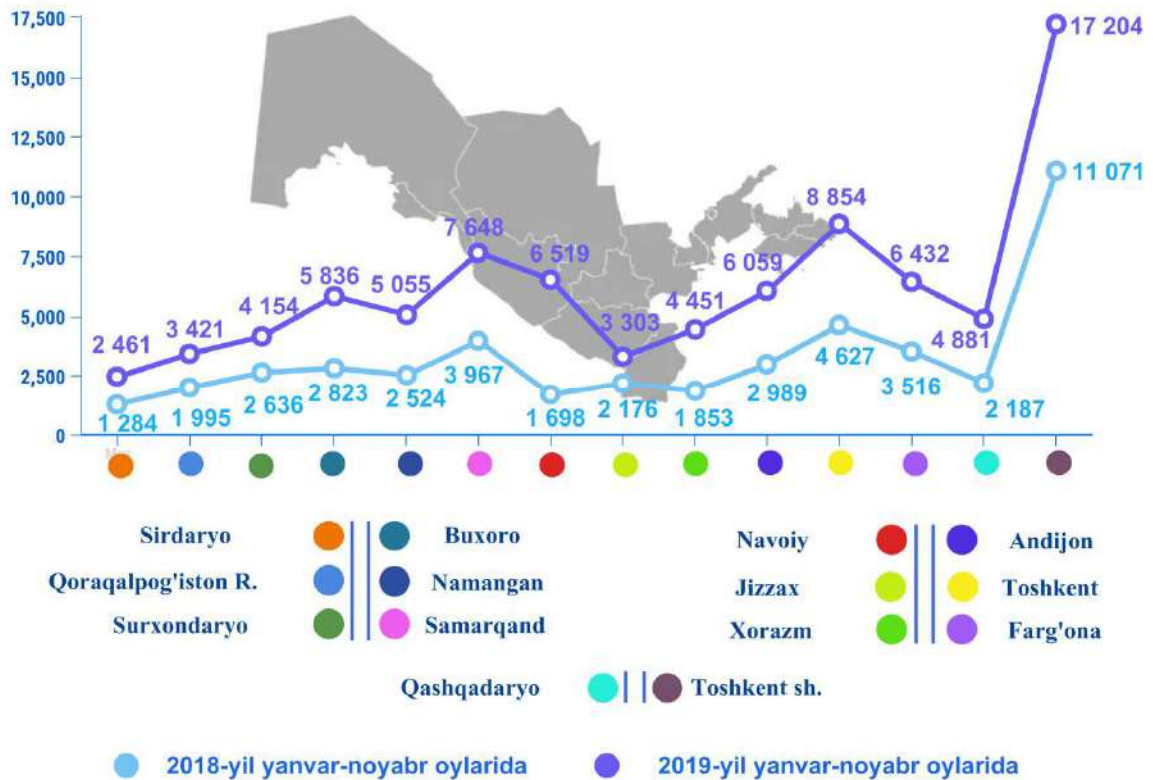 17,500
15,000
12,500
10,000
7,500
5,000
2,500
0
17 204
11 071
8 854
7 648
6 519
6 432
6 059
5 836
5 055
4 154
4 451
3 421
3 303
4 881
2 461
4 627
3 967
3 516
2 989
2 636
2 823
2 524
1 698
2 176
1 853
2 187
1 284
1 995
Sirdaryo
Buxoro
Navoiy
Andijon
Qoraqalpog'iston R.
Namangan
Jizzax
Toshkent
Surxondaryo
Samarqand
Xorazm
Farg'ona
Qashqadaryo
Toshkent sh.
2018-yil yanvar-noyabr oylarida
2019-yil yanvar-noyabr oylarida